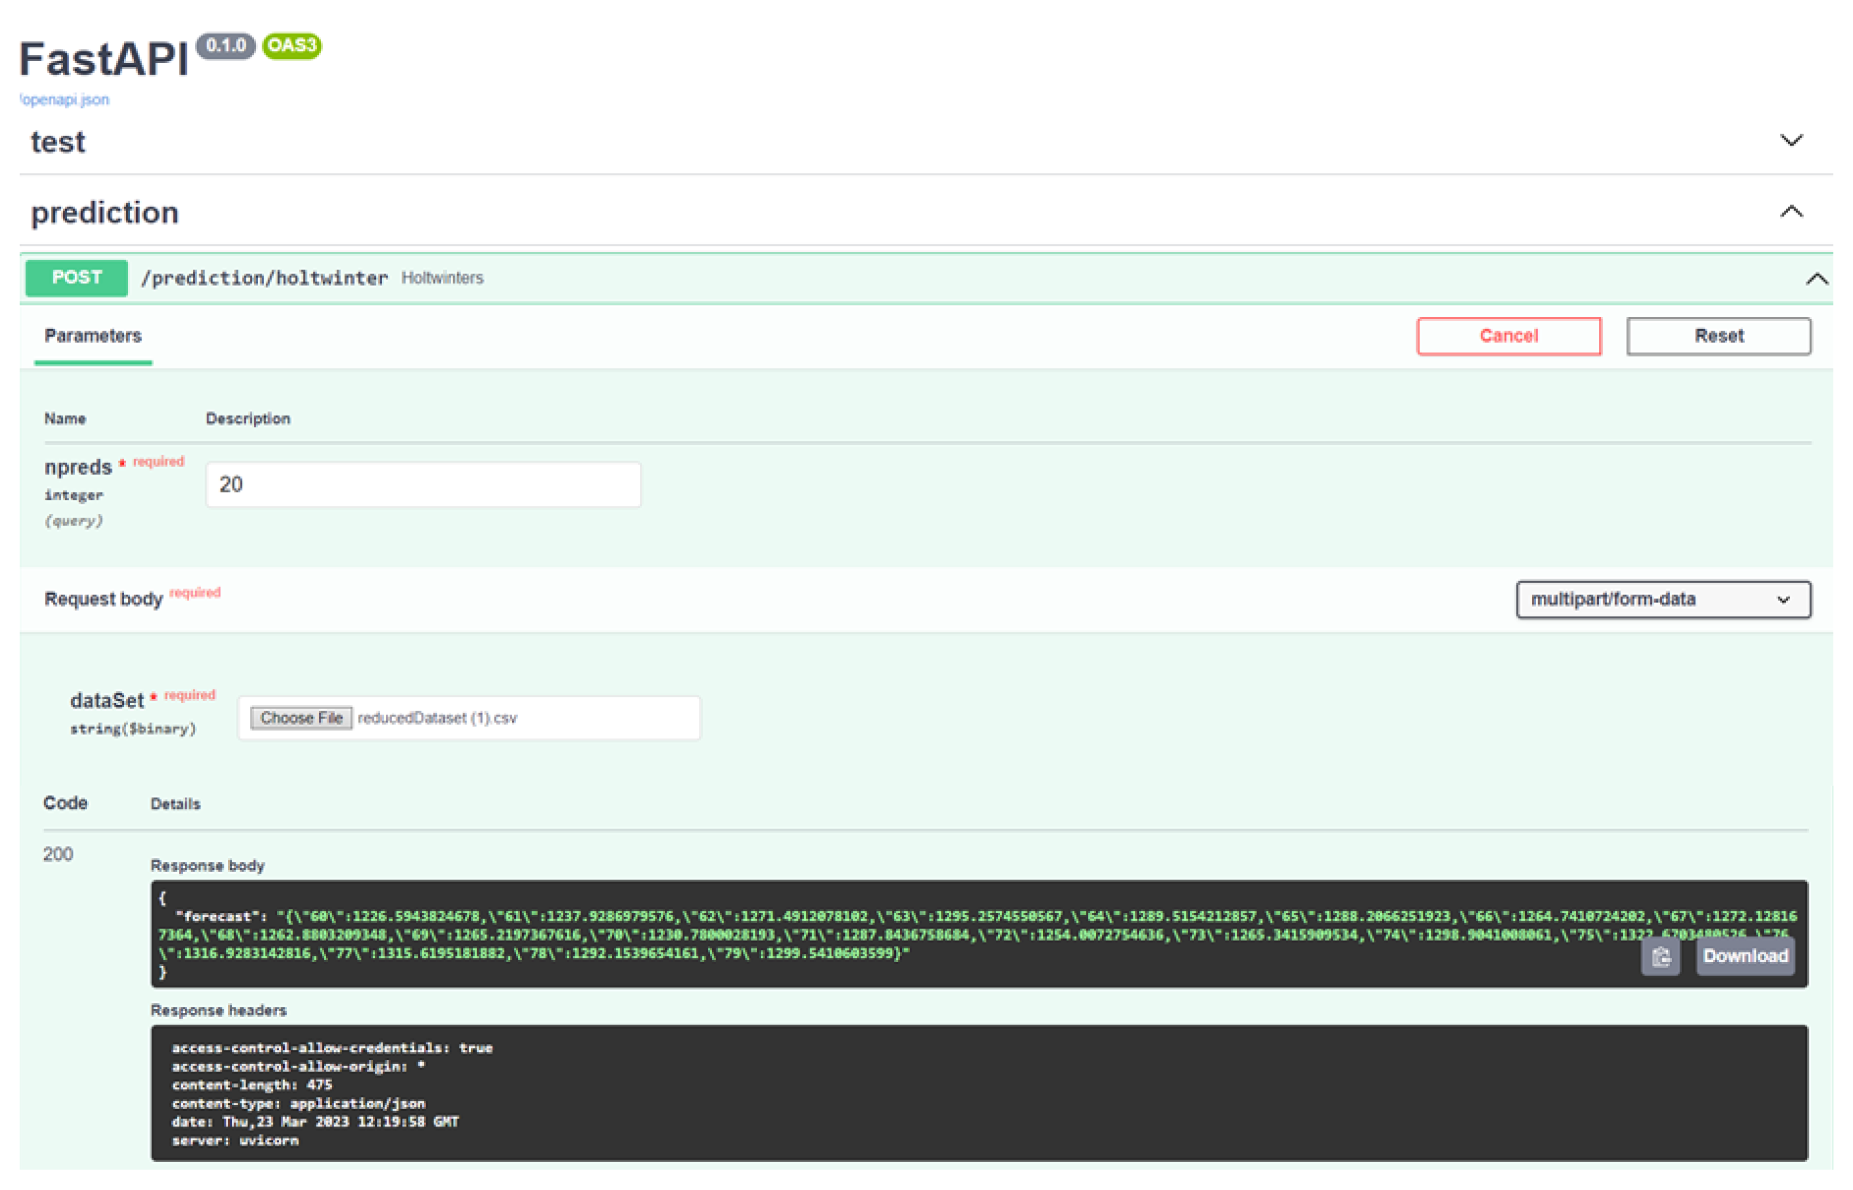 FastAPI 0.1.0 OAS3
/openapi.json
test
prediction
POST /prediction/holtwinter Holtwinters
Parameters
Cancel
Reset
Name Description
npreds * required
integer
(query)
20
Request body required
multipart/form-data
dataSet * required
string($binary)
Choose File reducedDataset (1).csv
Code Details
200
Response body
{
"forecast": "{\"60\":1226.5943824678,\"61\":1237.9286979576,\"62\":1271.4912078102,\"63\":1295.2574550567,\"64\":1289.5154212857,\"65\":1288.2066251923,\"66\":1264.7410724202,\"67\":1272.12816
7364,\"68\":1262.8803209348,\"69\":1265.2197367616,\"70\":1230.7800028193,\"71\":1287.8436758684,\"72\":1254.0072754636,\"73\":1265.3415909534,\"74\":1298.9041008061,\"75\":1322.6703480526,\"76
\":1316.9283142816,\"77\":1315.6195181882,\"78\":1292.1539654161,\"79\":1299.5410603599}"
}
Download
Response headers
access-control-allow-credentials: true
access-control-allow-origin: *
content-length: 475
content-type: application/json
date: Thu,23 Mar 2023 12:19:58 GMT
server: uvicorn